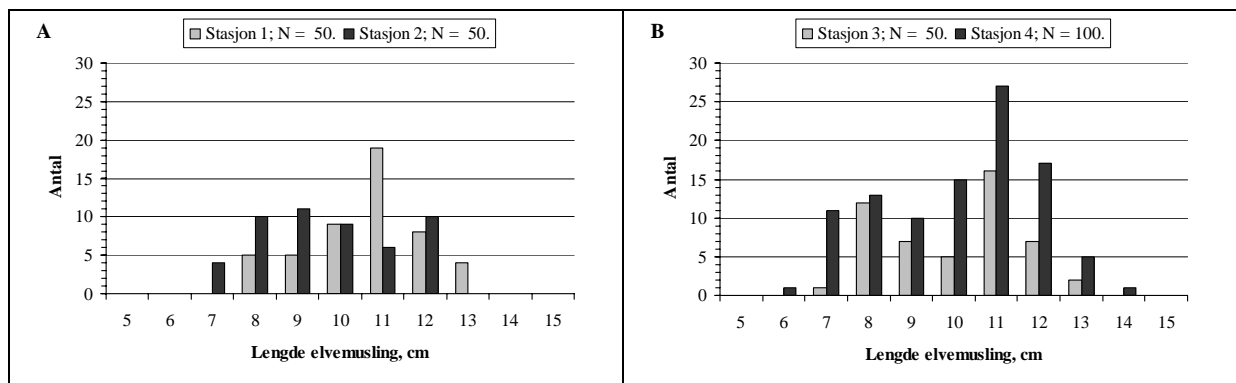 A
Stasjon 1; N = 50. Stasjon 2; N = 50.
30
25
20
15
10
5
0
Antal
5 6 7 8 9 10 11 12 13 14 15
Lengde elvemusling, cm
B
Stasjon 3; N = 50. Stasjon 4; N = 100.
30
25
20
15
10
5
0
Antal
5 6 7 8 9 10 11 12 13 14 15
Lengde elvemusling, cm